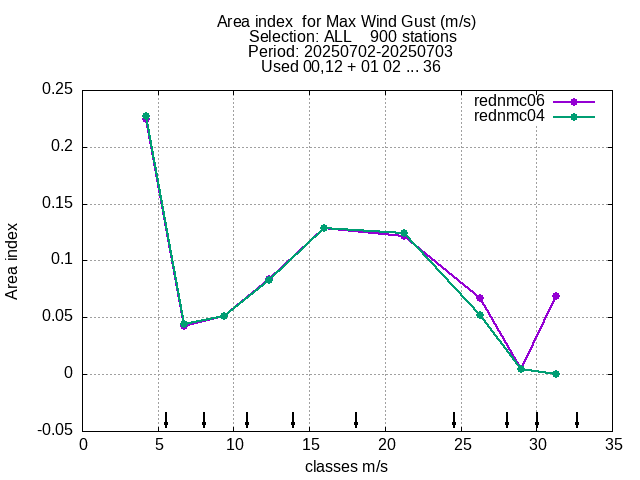 Area index  for Max Wind Gust (m/s)
Selection: ALL    900 stations
Period: 20250702-20250703
Used 00,12 + 01 02 ... 36
0.25
0.2
0.15
0.1
0.05
0
-0.05
Area index
rednmc06
rednmc04
0 5 10 15 20 25 30 35
classes m/s